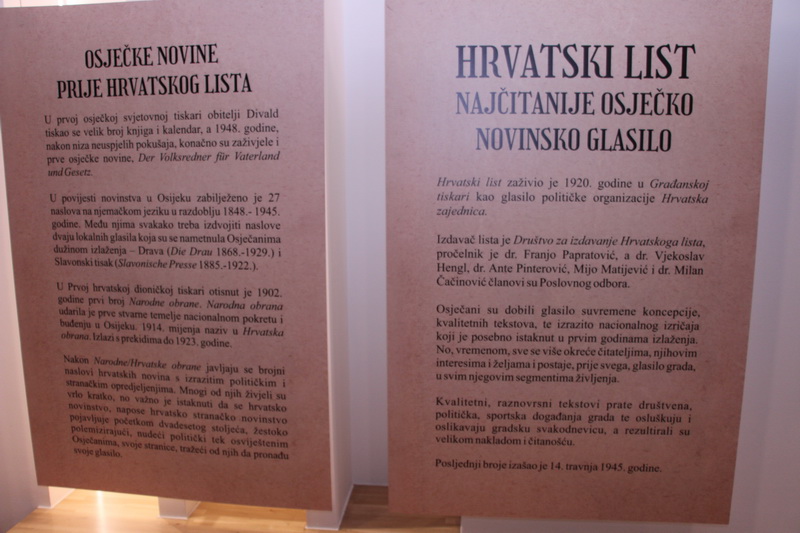 OSJEČKE NOVINE
PRIJE HRVATSKOG LISTA
U prvoj osječkoj svjetovnoj tiskari obitelji Divald
tiskao se velik broj knjiga i kalendar, a 1948. godine,
nakon niza neuspjelih pokušaja, konačno su zaživjele i
prve osječke novine, Der Volksredner für Vaterland
und Gesetz.
U povijesti novinstva u Osijeku zabilježeno je 27
naslova na njemačkom jeziku u razdoblju 1848.- 1945.
godine. Među njima svakako treba izdvojiti naslove
dvaju lokalnih glasila koja su se nametnula Osječanima
dužinom izlaženja – Drava (Die Drau 1868.-1929.) i
Slavonski tisak (Slavonische Presse 1885.-1922.).
U Prvoj hrvatskoj dioničkoj tiskari otisnut je 1902.
godine prvi broj Narodne obrane. Narodna obrana
udarila je prve stvarne temelje nacionalnom pokretu i
buđenju u Osijeku. 1914. mijenja naziv u Hrvatska
obrana. Izlazi s prekidima do 1923. godine.
Nakon Narodne/Hrvatske obrane javljaju se brojni
naslovi hrvatskih novina s izrazitim političkim i
stranačkim opredjeljenjima. Mnogi od njih živjeli su
vrlo kratko, no važno je istaknuti da se hrvatsko
novinstvo, napose hrvatsko stranačko novinstvo
pojavljuje početkom dvadesetog stoljeća, žestoko
polemizirajući, nudeći politički tek osviještenim
Osječanima, svoje stranice, tražeći od njih da pronađu
svoje glasilo.
HRVATSKI LIST
NAJČITANIJE OSJEČKO
NOVINSKO GLASILO
Hrvatski list zaživio je 1920. godine u Građanskoj
tiskari kao glasilo političke organizacije Hrvatska
zajednica.
Izdavač lista je Društvo za izdavanje Hrvatskoga lista,
pročelnik je dr. Franjo Papratović, a dr. Vjekoslav
Hengl, dr. Ante Pinterović, Mijo Matijević i dr. Milan
Čačinović članovi su Poslovnog odbora.
Osječani su dobili glasilo suvremene koncepcije,
kvalitetnih tekstova, te izrazito nacionalnog izričaja
koji je posebno istaknut u prvim godinama izlaženja.
No, vremenom, sve se više okreće čitateljima, njihovim
interesima i željama i postaje, prije svega, glasilo grada,
u svim njegovim segmentima življenja.
Kvalitetni, raznovrsni tekstovi prate društvena,
politička, sportska događanja grada te osluškuju i
oslikavaju gradsku svakodnevicu, a rezultirali su
velikom nakladom i čitanošću.
Posljednji broj je izašao je 14. travnja 1945. godine.